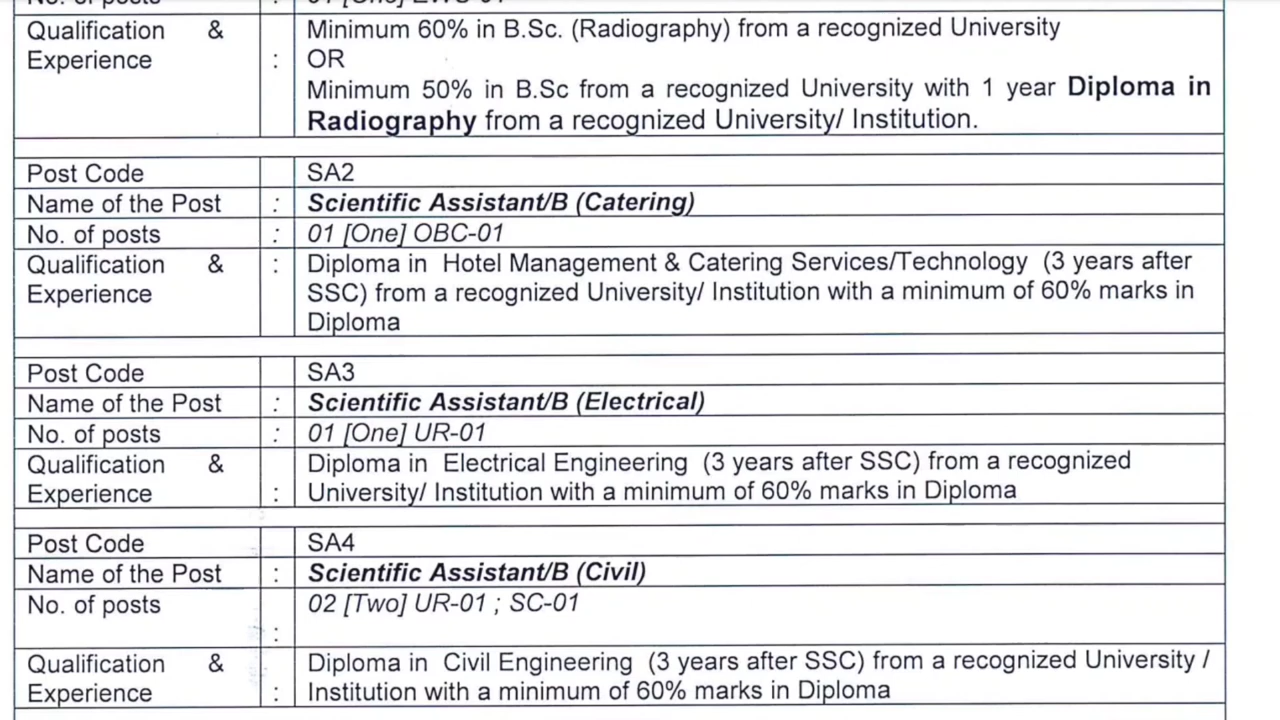 No. of posts 01 [One] EWS-01
Qualification & Experience : Minimum 60% in B.Sc. (Radiography) from a recognized University
OR
Minimum 50% in B.Sc from a recognized University with 1 year Diploma in
Radiography from a recognized University/ Institution.
Post Code SA2
Name of the Post : Scientific Assistant/B (Catering)
No. of posts : 01 [One] OBC-01
Qualification & : Diploma in Hotel Management & Catering Services/Technology (3 years after
Experience SSC) from a recognized University/ Institution with a minimum of 60% marks in
Diploma
Post Code SA3
Name of the Post : Scientific Assistant/B (Electrical)
No. of posts : 01 [One] UR-01
Qualification & Diploma in Electrical Engineering (3 years after SSC) from a recognized
Experience : University/ Institution with a minimum of 60% marks in Diploma
Post Code SA4
Name of the Post : Scientific Assistant/B (Civil)
No. of posts 02 [Two] UR-01 ; SC-01
:
Qualification & Diploma in Civil Engineering (3 years after SSC) from a recognized University /
Experience : Institution with a minimum of 60% marks in Diploma